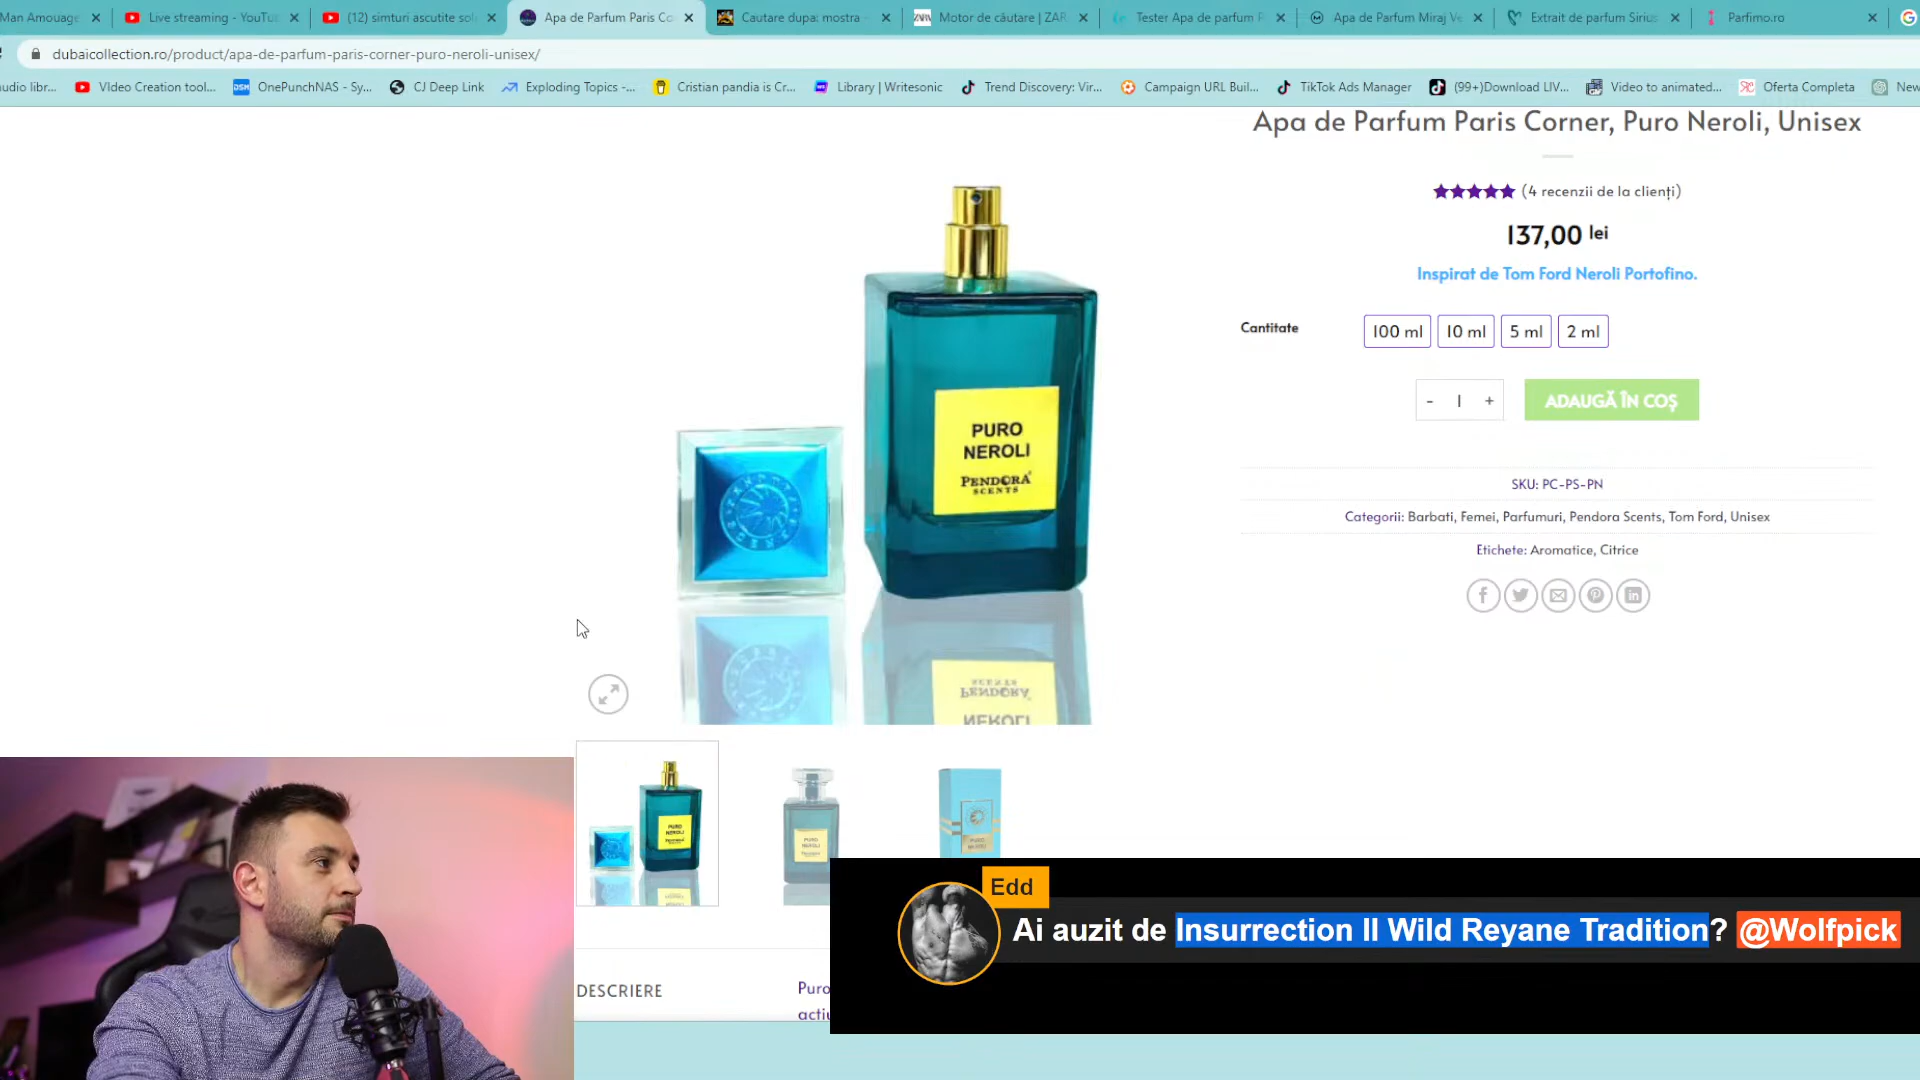 Man Amouage
Live streaming - YouTu
(12) simturi ascutite sol
Apa de Parfum Paris Co
Cautare dupa: mostra -
Motor de căutare | ZAR
Tester Apa de parfum P
Apa de Parfum Miraj Ve
Extrait de parfum Sirius
Parfimo.ro
dubaicollection.ro/product/apa-de-parfum-paris-corner-puro-neroli-unisex/
udio libr...
VIdeo Creation tool...
OnePunchNAS - Sy...
CJ Deep Link
Exploding Topics -...
Cristian pandia is Cr...
Library | Writesonic
Trend Discovery: Vir...
Campaign URL Buil...
TikTok Ads Manager
(99+)Download LIV...
Video to animated...
Oferta Completa
New
Apa de Parfum Paris Corner, Puro Neroli, Unisex
(4 recenzii de la clienți)
137,00 lei
Inspirat de Tom Ford Neroli Portofino.
Cantitate
100 ml
10 ml
5 ml
2 ml
- 1 +
ADAUGĂ ÎN COȘ
SKU: PC-PS-PN
Categorii: Barbati, Femei, Parfumuri, Pendora Scents, Tom Ford, Unisex
Etichete: Aromatice, Citrice
PURO
NEROLI
PENDORA
SCENTS
DESCRIERE
Puro
Edd
Ai auzit de Insurrection II Wild Reyane Tradition? @Wolfpick